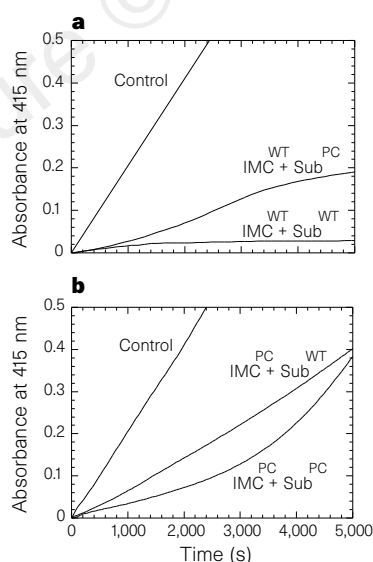 a
0.5
0.4
0.3
0.2
0.1
0
Absorbance at 415 nm
Control
WT PC
IMC + Sub
WT WT
IMC + Sub
b
0.5
0.4
0.3
0.2
0.1
0
Absorbance at 415 nm
Control
PC WT
IMC + Sub
PC PC
IMC + Sub
0 1,000 2,000 3,000 4,000 5,000
Time (s)